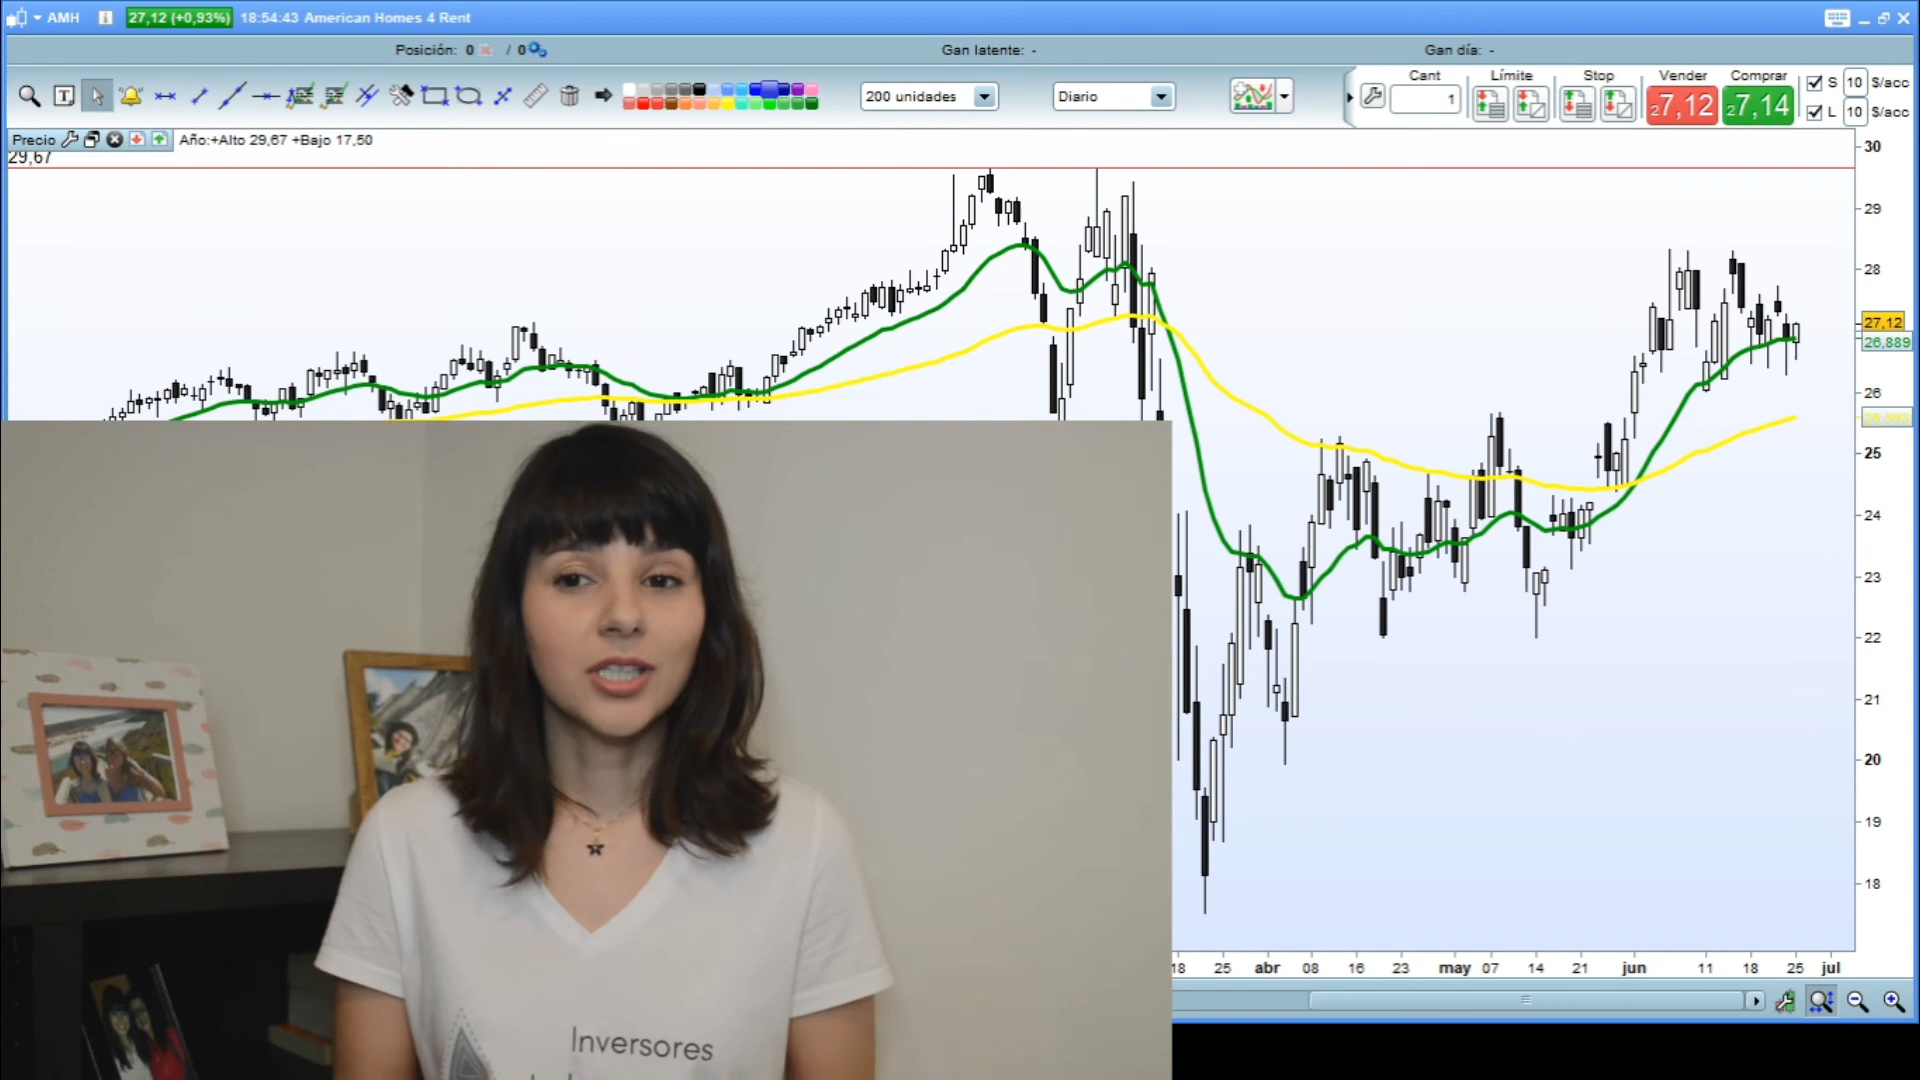 AMH 27,12 (+0,93%) 18:54:43 American Homes 4 Rent
Posición: 0 / 0 Gan latente: - Gan día: -
200 unidades Diario
Cant Límite Stop Vender Comprar
1 27,12 27,14
S 10 $/acc
L 10 $/acc
Precio Año:+Alto 29,67 +Bajo 17,50
29,67
30
29
28
27,12
26,889
26
25
24
23
22
21
20
19
18
18 25 abr 08 16 23 may 07 14 21 jun 11 18 25 jul
Inversores